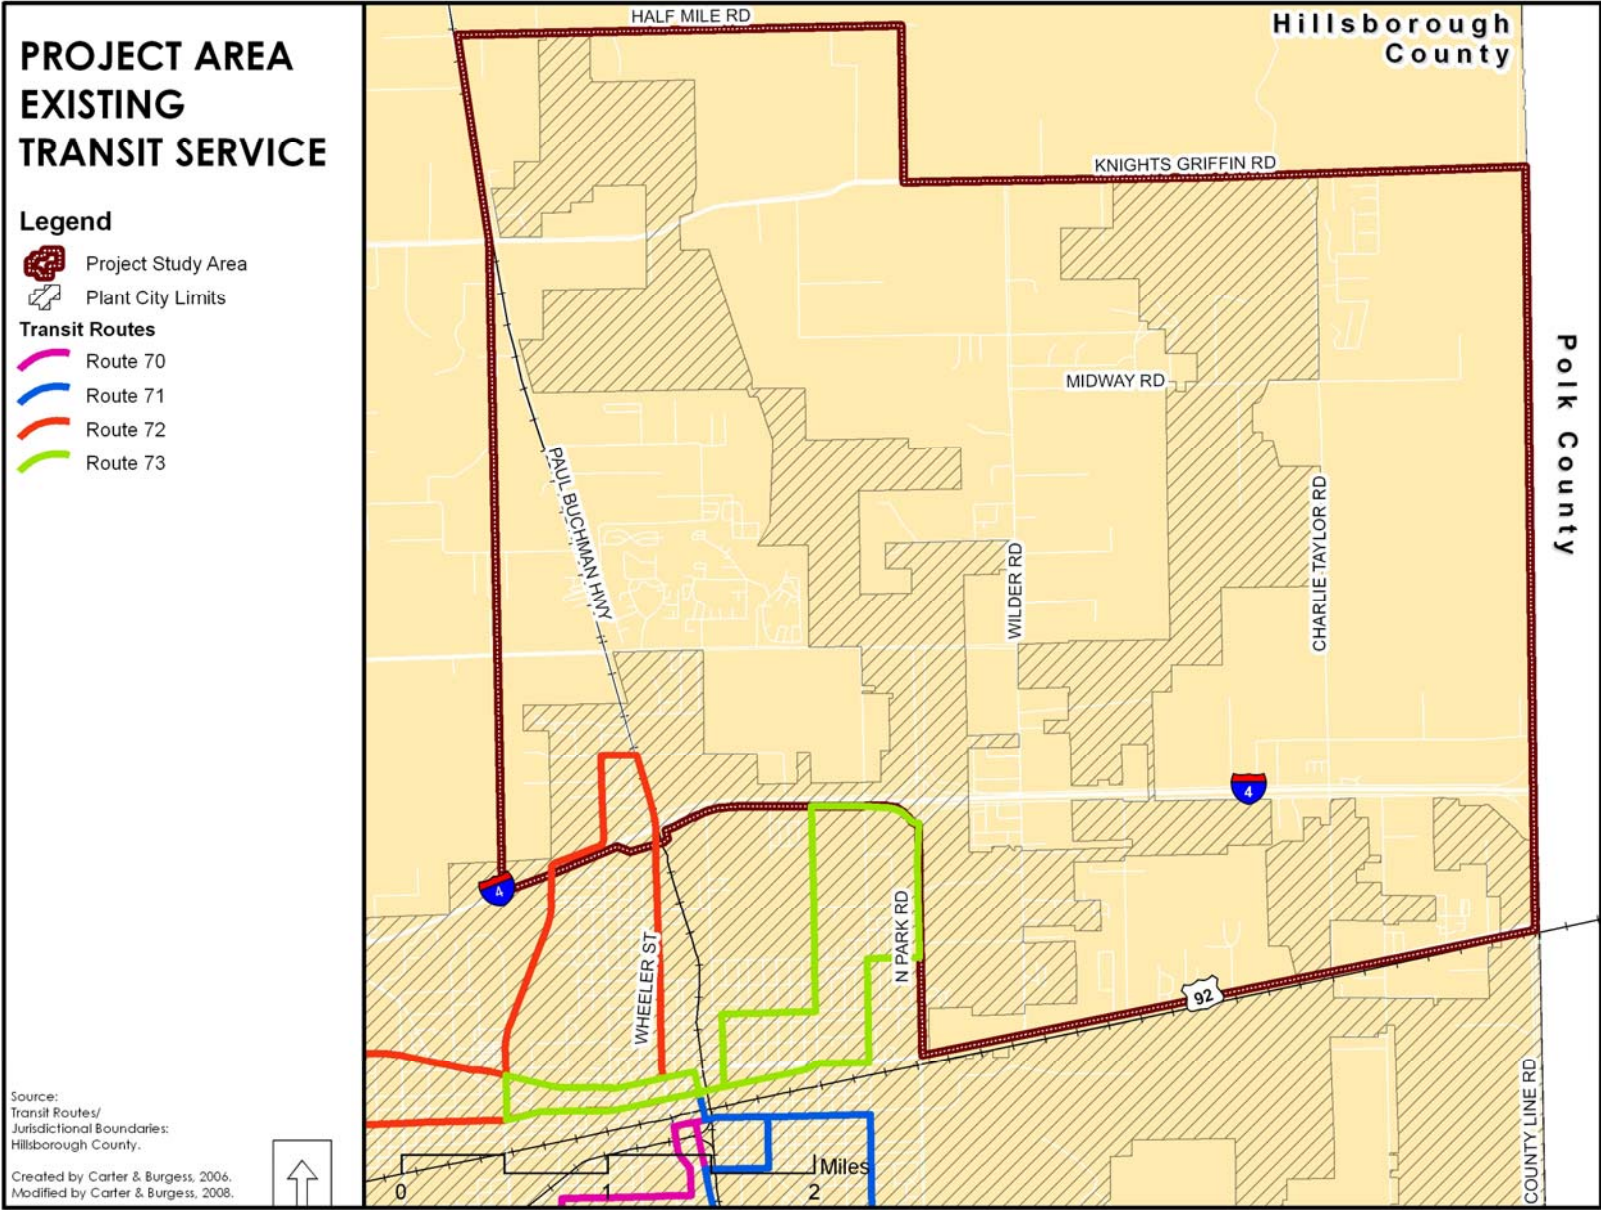 PROJECT AREA
EXISTING
TRANSIT SERVICE
Legend
Project Study Area
Plant City Limits
Transit Routes
Route 70
Route 71
Route 72
Route 73
Source:
Transit Routes/
Jurisdictional Boundaries:
Hillsborough County.
Created by Carter & Burgess, 2006.
Modified by Carter & Burgess, 2008.
HALF MILE RD
Hillsborough
County
KNIGHTS GRIFFIN RD
Polk County
MIDWAY RD
PAUL BUCHMAN HWY
CHARLIE TAYLOR RD
WILDER RD
4
4
N PARK RD
WHEELER ST
92
COUNTY LINE RD
Miles
0
1
2